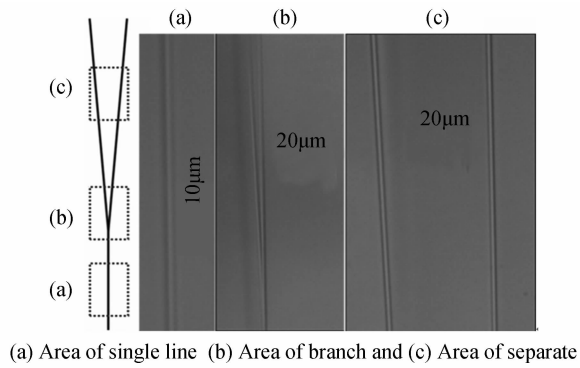 (a)
(b)
(c)
(c)
(b)
(a)
10μm
20μm
20μm
(a) Area of single line (b) Area of branch and (c) Area of separate